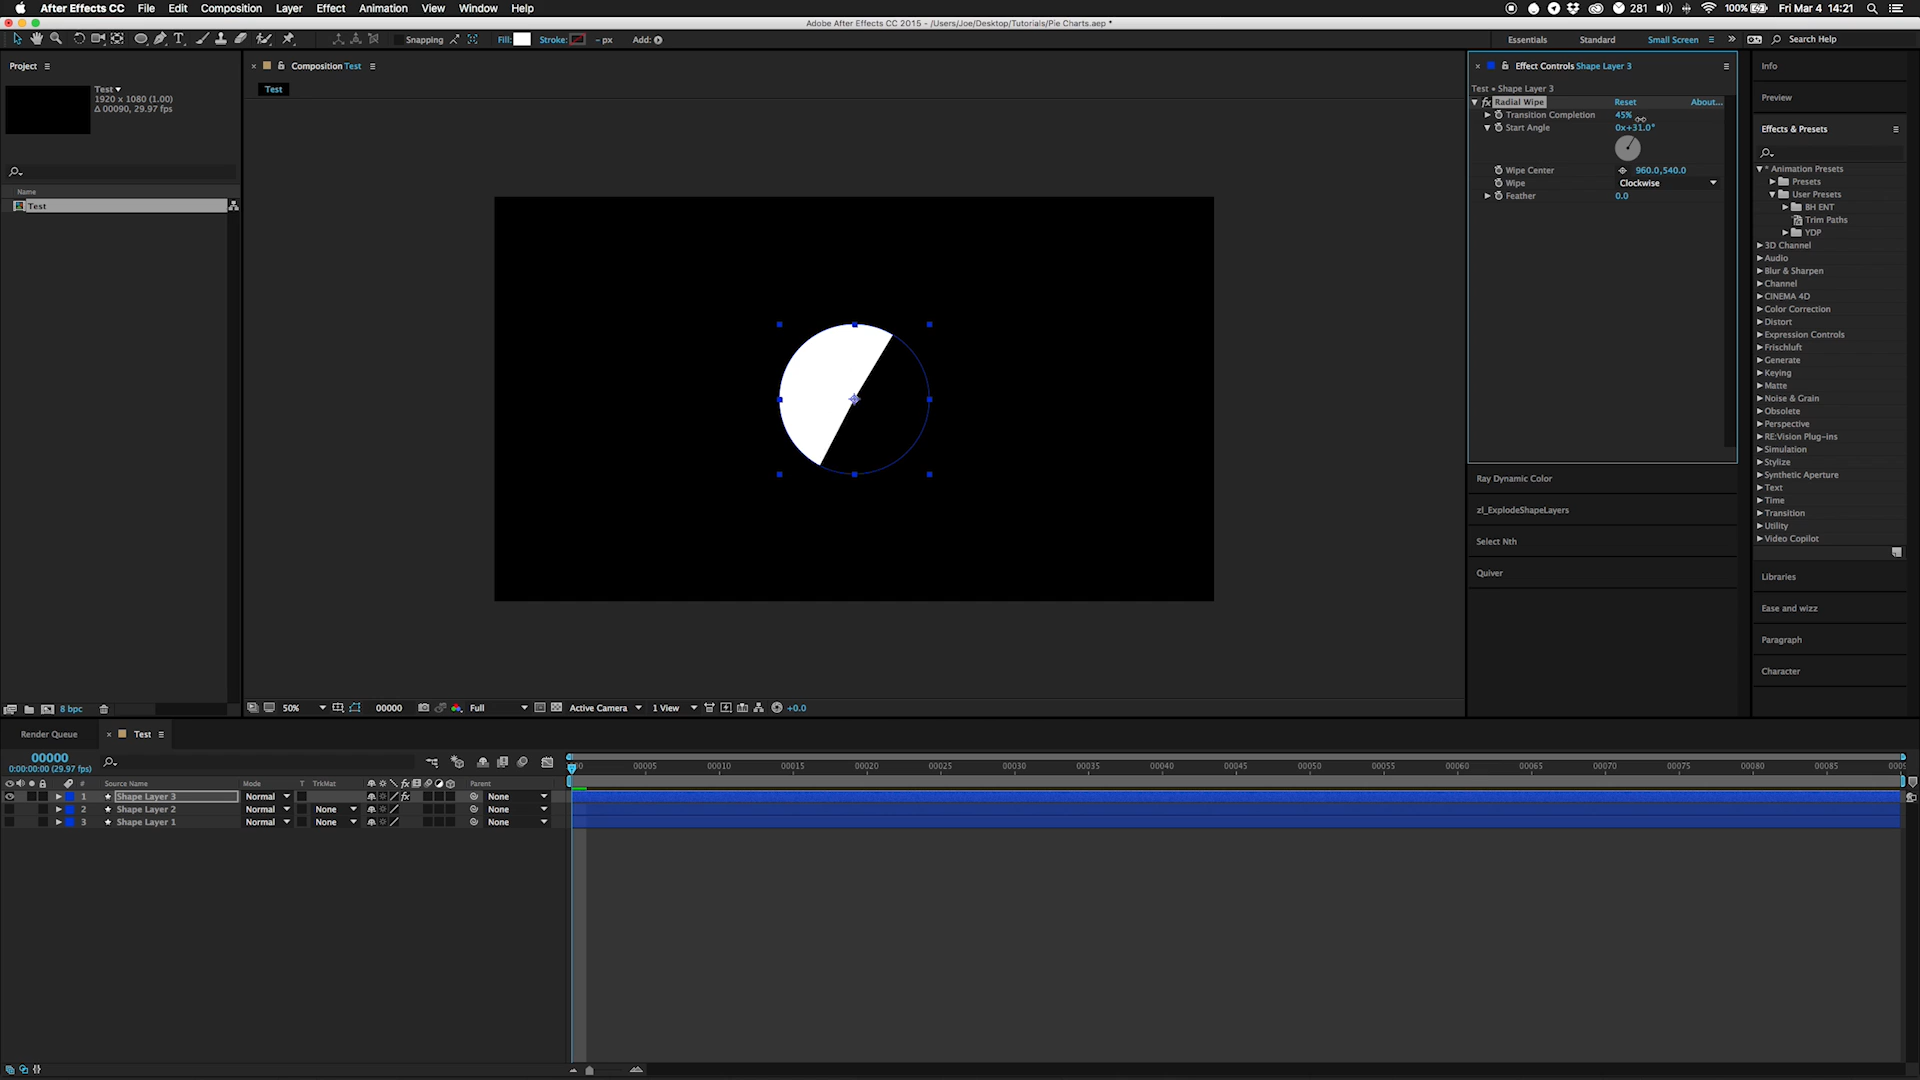 After Effects CC File Edit Composition Layer Effect Animation View Window Help 281 100% Fri Mar 4 14:21
Adobe After Effects CC 2015 - /Users/Joe/Desktop/Tutorials/Pie Charts.aep *
T Snapping Fill: Stroke: - px Add: Essentials Standard Small Screen Search Help
Project
Test
1920 x 1080 (1.00)
Δ 00090, 29.97 fps
Name
Test
8 bpc
Composition Test
Test
50% 00000 Full Active Camera 1 View +0.0
Effect Controls Shape Layer 3
Test • Shape Layer 3
fx Radial Wipe Reset About...
Transition Completion 45%
Start Angle 0x+31.0°
Wipe Center 960.0,540.0
Wipe Clockwise
Feather 0.0
Ray Dynamic Color
zl_ExplodeShapeLayers
Select Nth
Quiver
Info
Preview
Effects & Presets
* Animation Presets
Presets
User Presets
BH ENT
Trim Paths
YDP
3D Channel
Audio
Blur & Sharpen
Channel
CINEMA 4D
Color Correction
Distort
Expression Controls
Frischluft
Generate
Keying
Matte
Noise & Grain
Obsolete
Perspective
RE:Vision Plug-ins
Simulation
Stylize
Synthetic Aperture
Text
Time
Transition
Utility
Video Copilot
Libraries
Ease and wizz
Paragraph
Character
Render Queue Test
00000
0:00:00:00 (29.97 fps)
00005 00010 00015 00020 00025 00030 00035 00040 00045 00050 00055 00060 00065 00070 00075 00080 00085
# Source Name Mode T TrkMat fx Parent
1 Shape Layer 3 Normal fx None
2 Shape Layer 2 Normal None None
3 Shape Layer 1 Normal None None